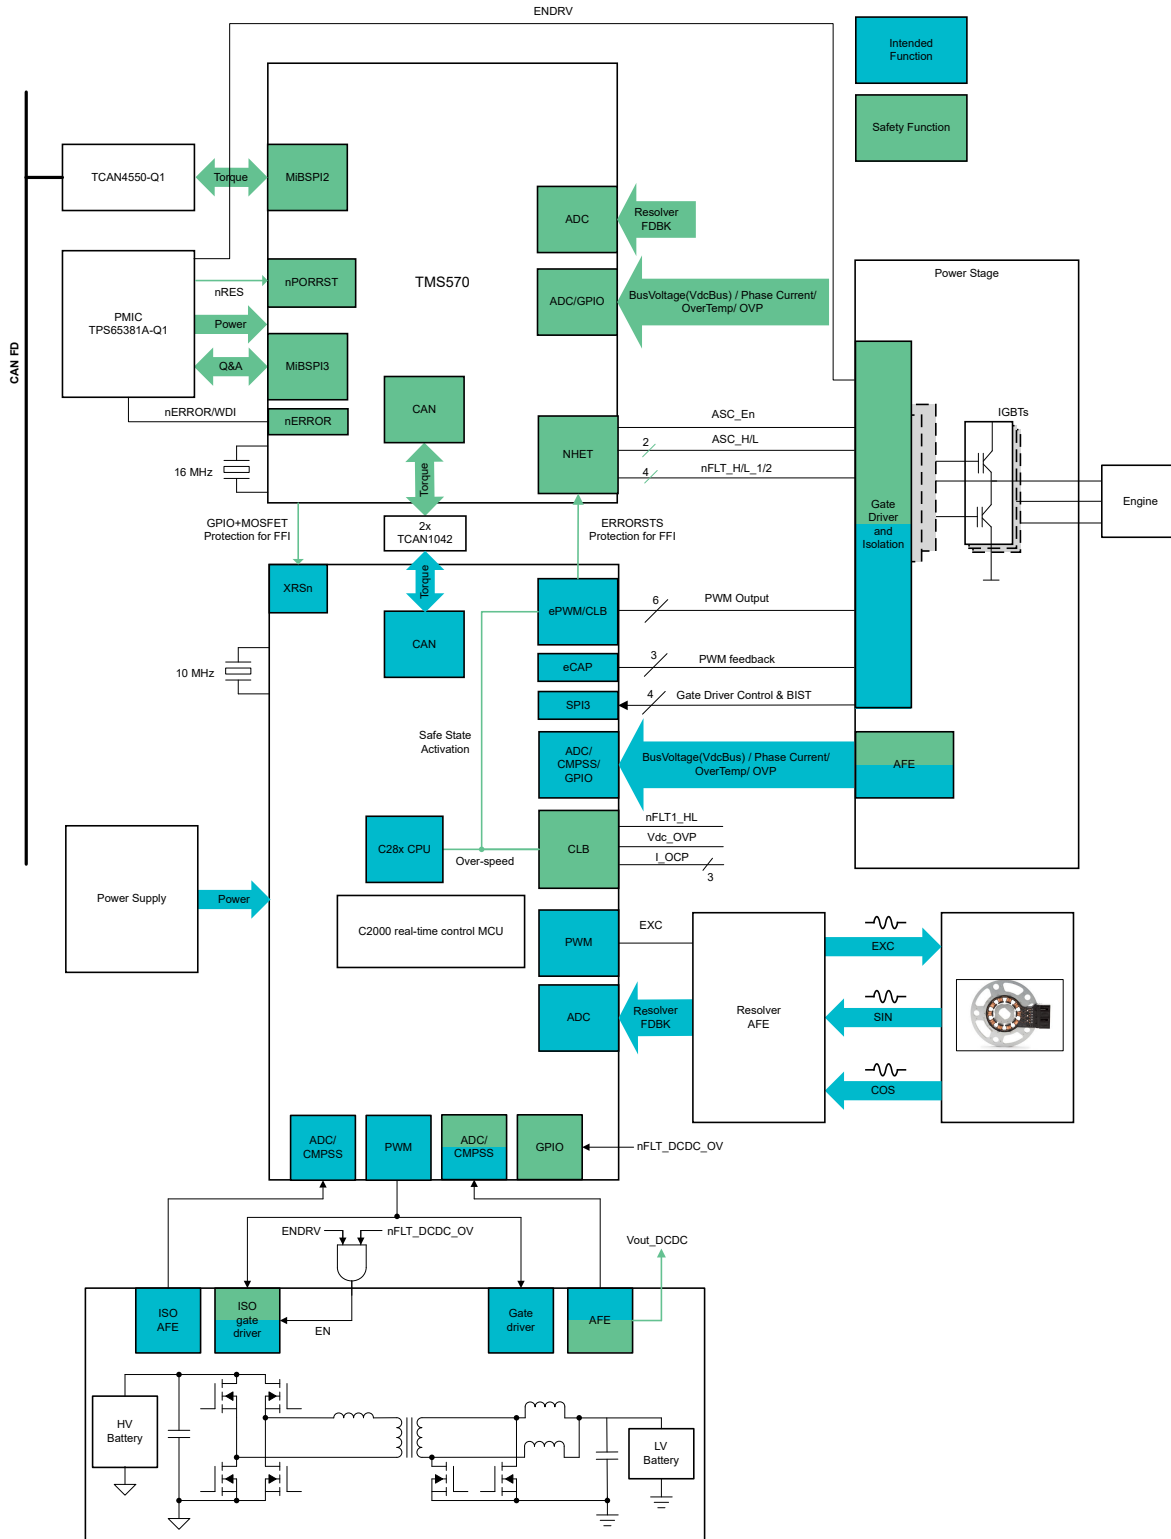 ENDRV
Intended
Function
Safety Function
CAN FD
TCAN4550-Q1
Torque
MiBSPI2
ADC
Resolver
FDBK
TMS570
nPORRST
nRES
ADC/GPIO
BusVoltage(VdcBus) / Phase Current/
OverTemp/ OVP
Power Stage
PMIC
TPS65381A-Q1
Power
Q&A
MiBSPI3
nERROR/WDI
nERROR
CAN
16 MHz
Torque
NHET
ASC_En
2
ASC_H/L
4
nFLT_H/L_1/2
IGBTs
Engine
Gate
Driver
and
Isolation
GPIO+MOSFET
Protection for FFI
2x
TCAN1042
ERRORSTS
Protection for FFI
XRSn
Torque
CAN
ePWM/CLB
6
PWM Output
10 MHz
eCAP
3
PWM feedback
SPI3
4
Gate Driver Control & BIST
Safe State
Activation
ADC/
CMPSS/
GPIO
BusVoltage(VdcBus) / Phase Current/
OverTemp/ OVP
AFE
C28x CPU
Over-speed
CLB
nFLT1_HL
Vdc_OVP
I_OCP
3
Power Supply
Power
C2000 real-time control MCU
PWM
EXC
Resolver
AFE
EXC
SIN
COS
ADC
Resolver
FDBK
ADC/
CMPSS
PWM
ADC/
CMPSS
GPIO
nFLT_DCDC_OV
ENDRV
nFLT_DCDC_OV
Vout_DCDC
ISO
AFE
ISO
gate
driver
EN
Gate
driver
AFE
HV
Battery
LV
Battery